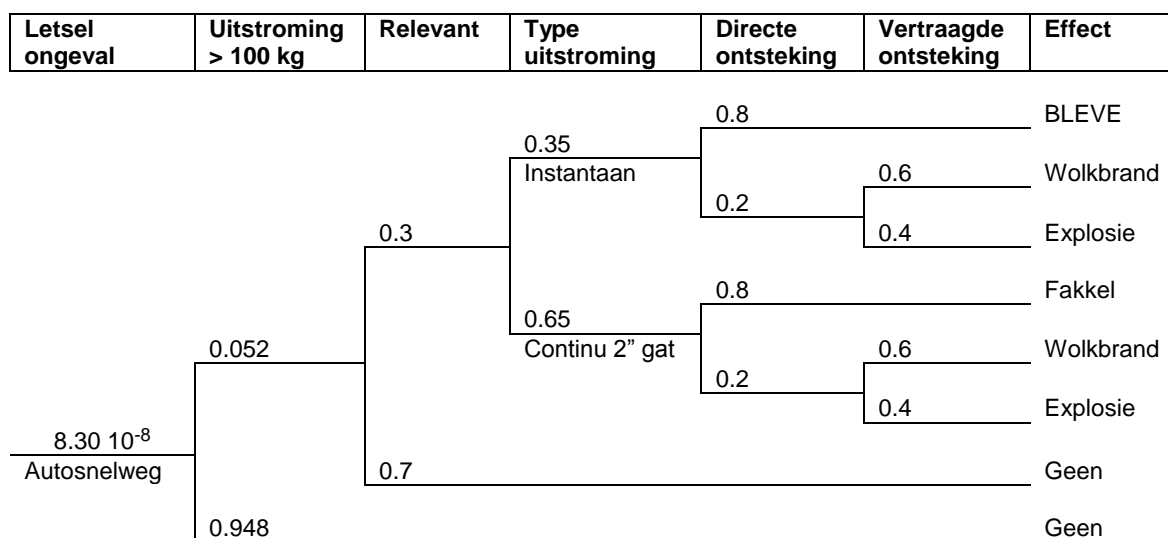 Letsel ongeval
Uitstroming > 100 kg
Relevant
Type uitstroming
Directe ontsteking
Vertraagde ontsteking
Effect
0.8 BLEVE
0.35
Instantaan
0.6 Wolkbrand
0.2
0.4 Explosie
0.3
0.8 Fakkel
0.65
Continu 2” gat
0.052
0.6 Wolkbrand
0.2
0.4 Explosie
8.30 10-8
Autosnelweg
0.7 Geen
0.948 Geen